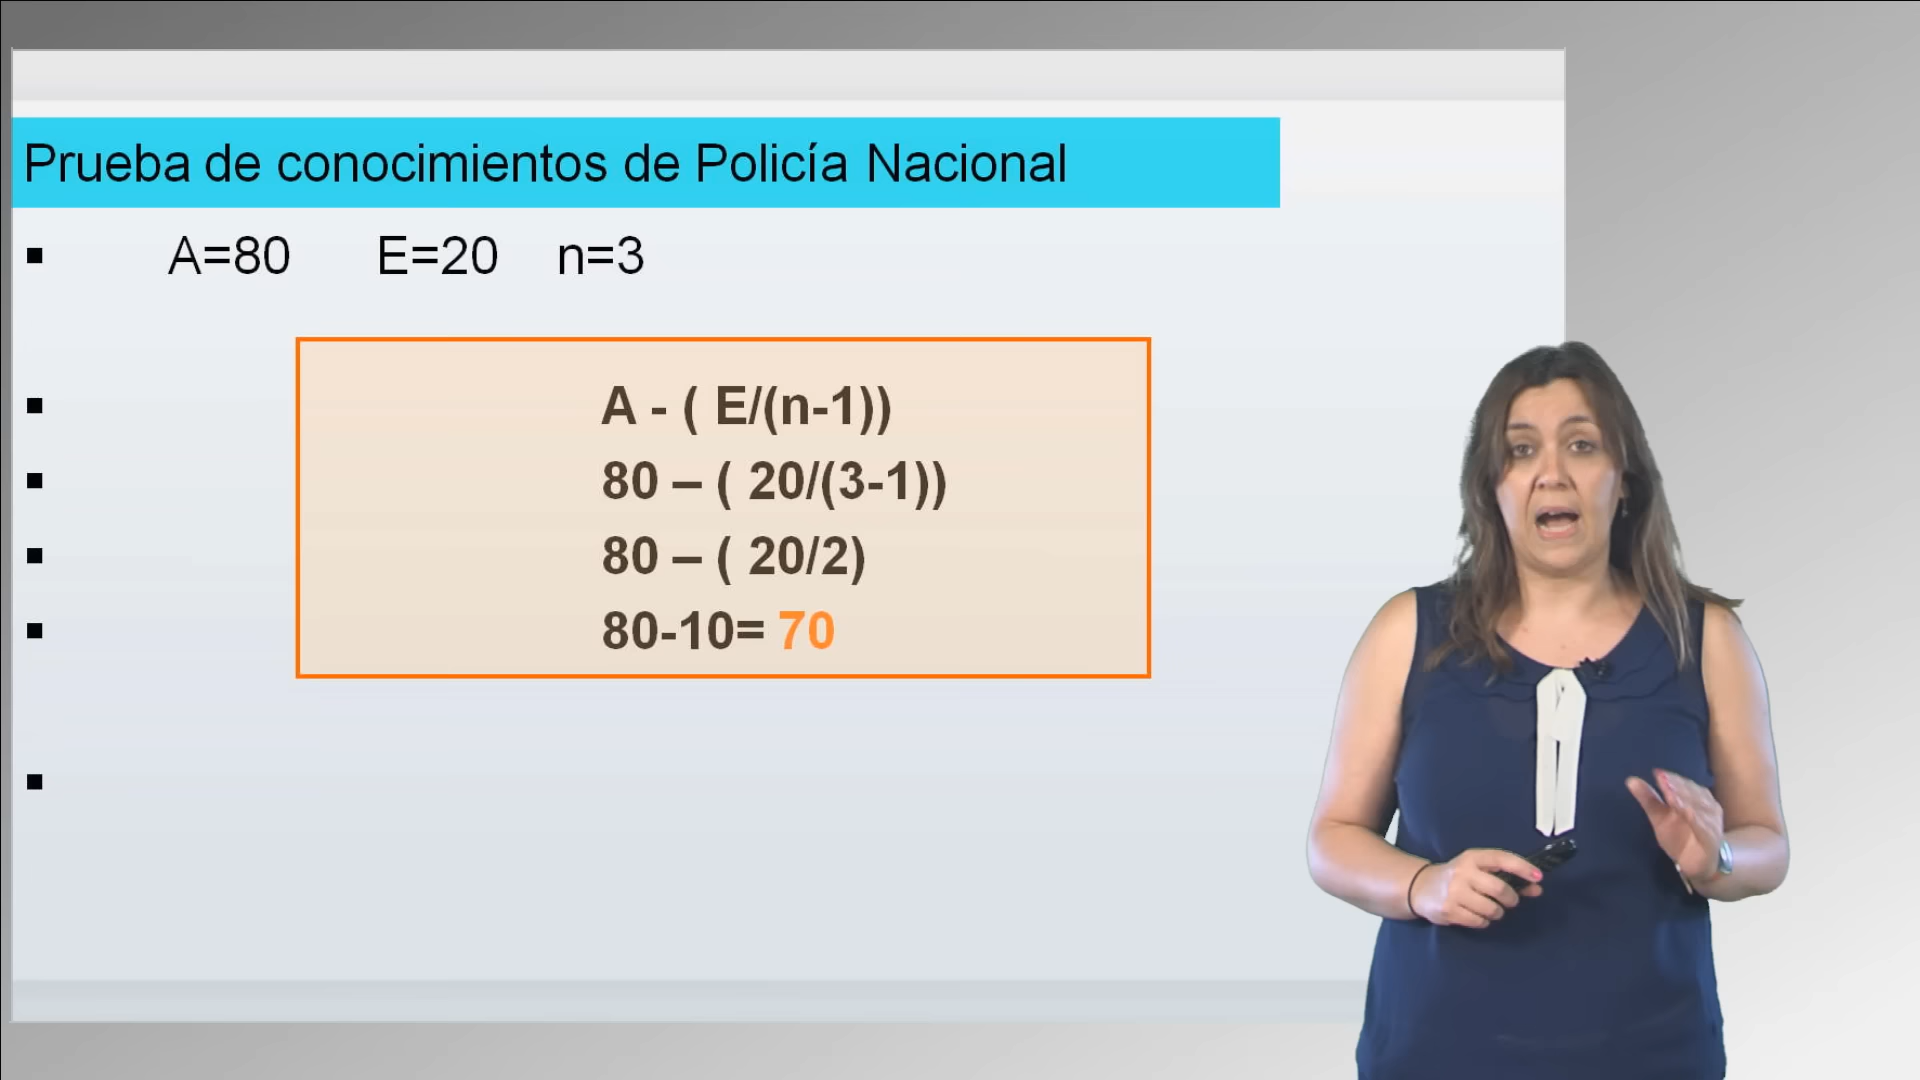 Prueba de conocimientos de Policía Nacional
A=80 E=20 n=3
A - ( E/(n-1))
80 – ( 20/(3-1))
80 – ( 20/2)
80-10= 70